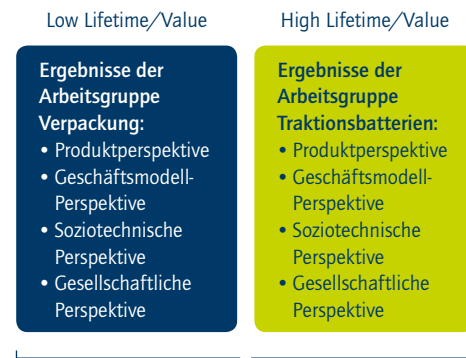 Low Lifetime/Value
Ergebnisse der
Arbeitsgruppe
Verpackung:
• Produktperspektive
• Geschäftsmodell-
Perspektive
• Soziotechnische
Perspektive
• Gesellschaftliche
Perspektive
High Lifetime/Value
Ergebnisse der
Arbeitsgruppe
Traktionsbatterien:
• Produktperspektive
• Geschäftsmodell-
Perspektive
• Soziotechnische
Perspektive
• Gesellschaftliche
Perspektive